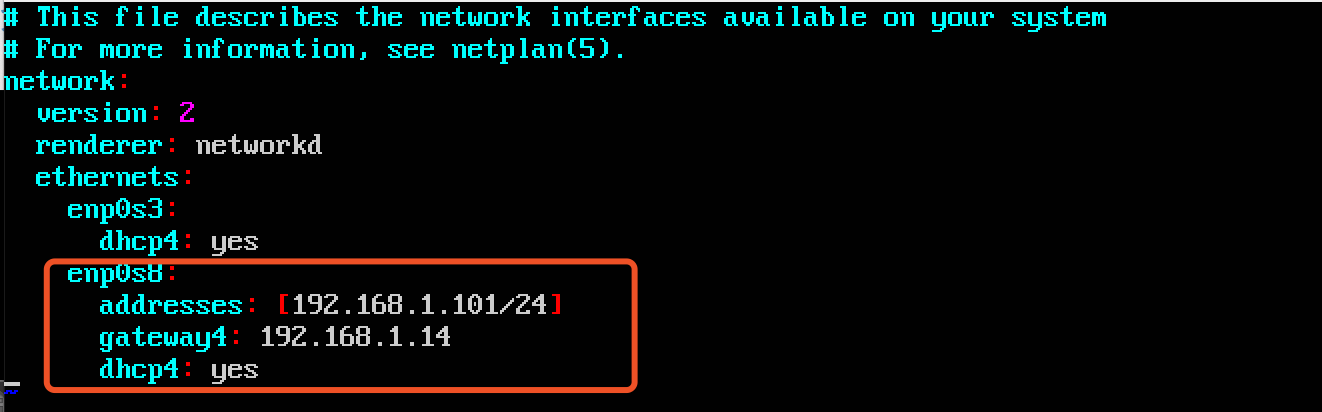 # This file describes the network interfaces available on your system
# For more information, see netplan(5).
network:
  version: 2
  renderer: networkd
  ethernets:
    enp0s3:
      dhcp4: yes
    enp0s8:
      addresses: [192.168.1.101/24]
      gateway4: 192.168.1.14
      dhcp4: yes
~